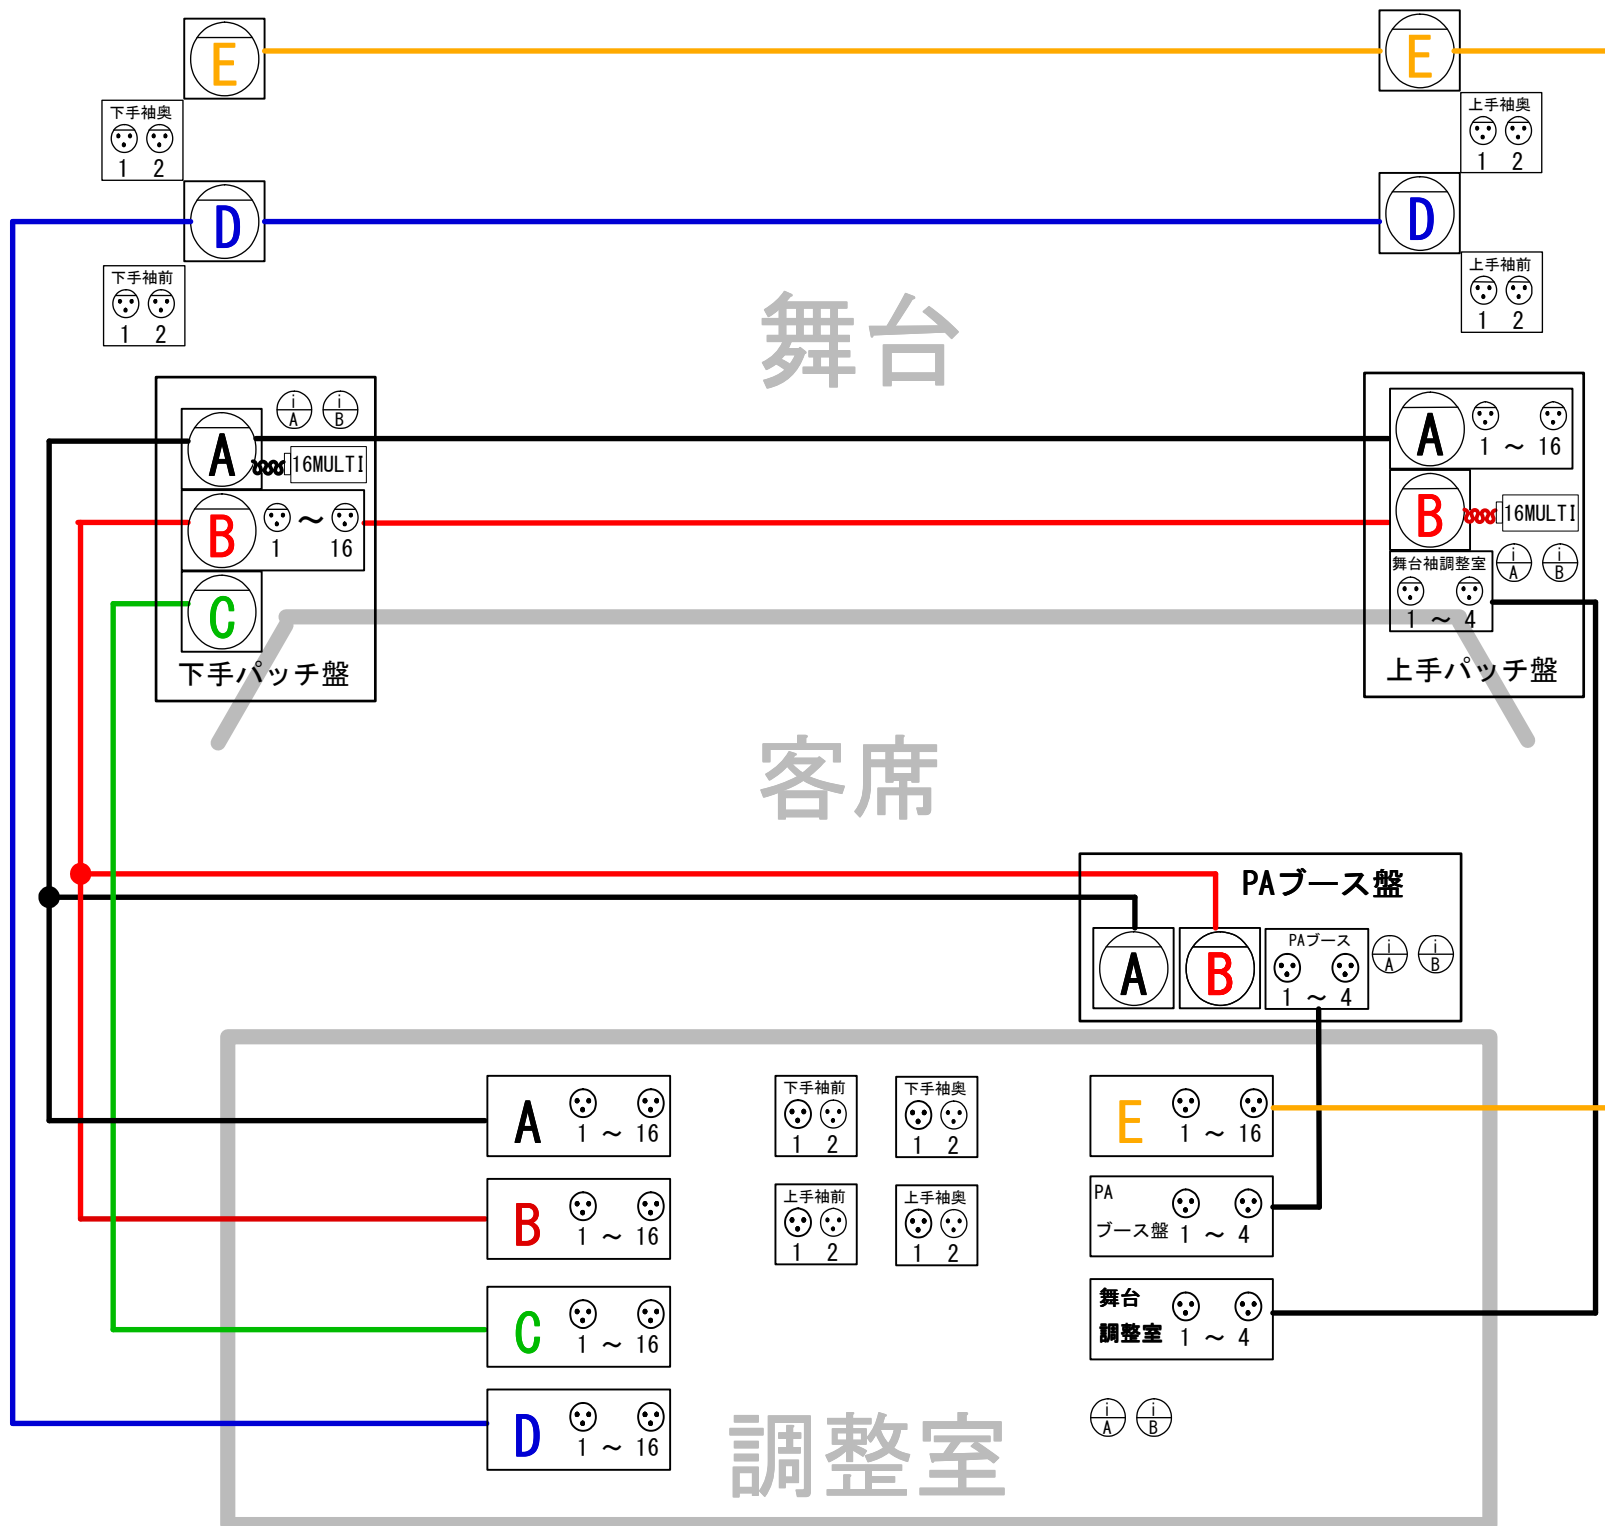 E
E
下手袖奥
1 2
上手袖奥
1 2
D
D
下手袖前
1 2
上手袖前
1 2
舞台
i
A
i
B
A
16MULTI
B
～
1 16
C
下手パッチ盤
A
1 ～ 16
B
16MULTI
舞台袖調整室
1 ～ 4
i
A
i
B
上手パッチ盤
客席
PAブース盤
A
B
PAブース
1 ～ 4
i
A
i
B
A
1 ～ 16
下手袖前
1 2
下手袖奥
1 2
E
1 ～ 16
B
1 ～ 16
上手袖前
1 2
上手袖奥
1 2
PA
ブース盤
1 ～ 4
C
1 ～ 16
舞台
調整室
1 ～ 4
D
1 ～ 16
i
A
i
B
調整室